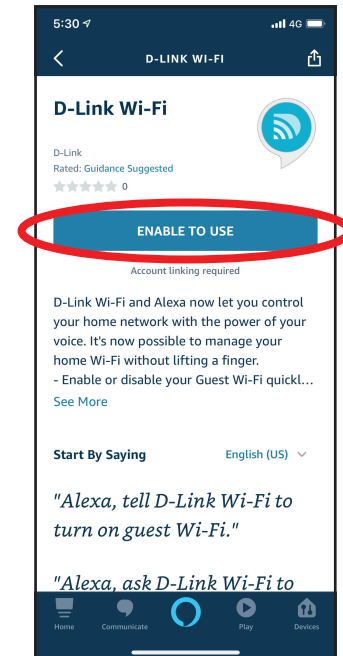 5:30
4G
D-LINK WI-FI
D-Link Wi-Fi
D-Link
Rated: Guidance Suggested
0
ENABLE TO USE
Account linking required
D-Link Wi-Fi and Alexa now let you control
your home network with the power of your
voice. It's now possible to manage your
home Wi-Fi without lifting a finger.
- Enable or disable your Guest Wi-Fi quickl...
See More
Start By Saying English (US)
"Alexa, tell D-Link Wi-Fi to
turn on guest Wi-Fi."
"Alexa, ask D-Link Wi-Fi to
Home Communicate Play Devices